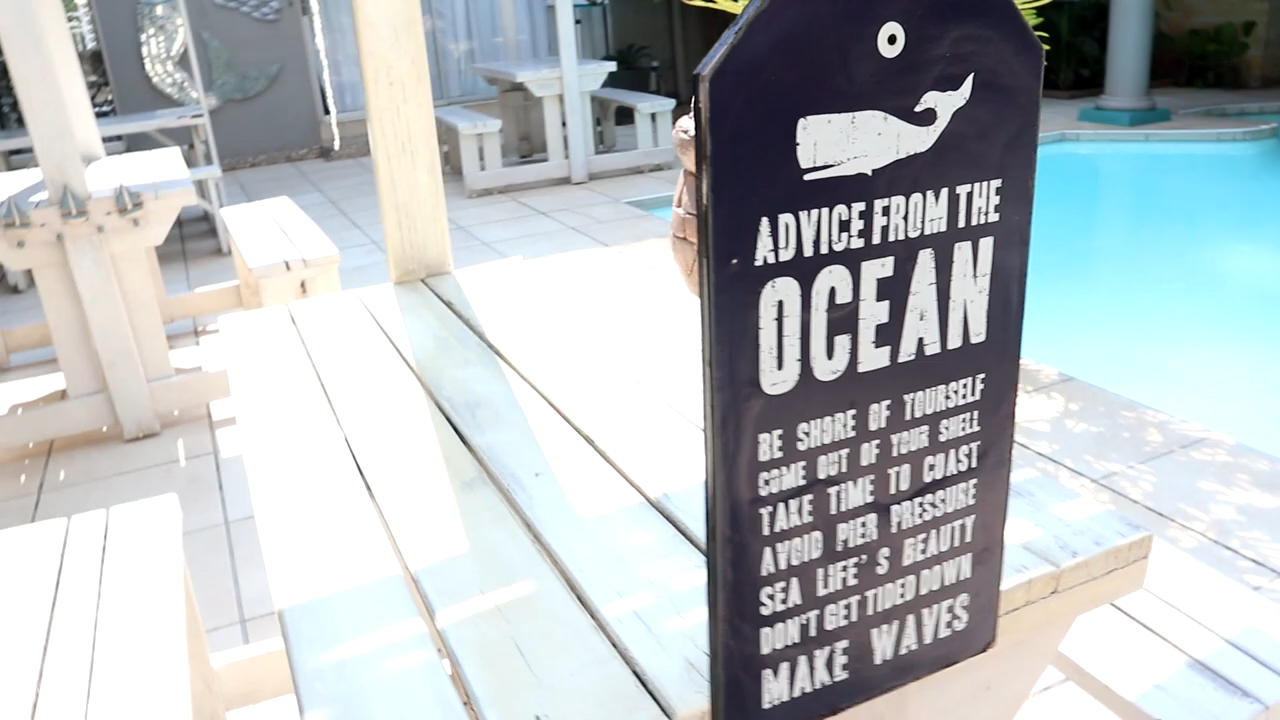 ADVICE FROM THE
OCEAN
BE SHORE OF YOURSELF
COME OUT OF YOUR SHELL
TAKE TIME TO COAST
AVOID PIER PRESSURE
SEA LIFE'S BEAUTY
DON'T GET TIDED DOWN
MAKE WAVES